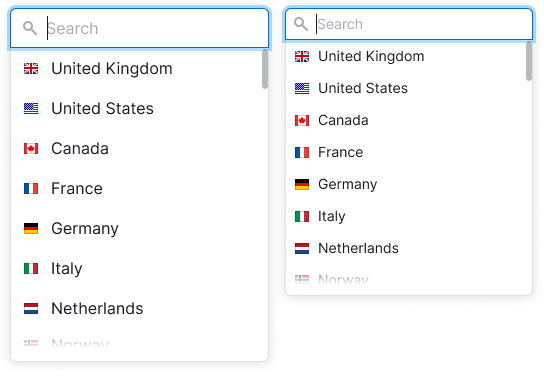 Search
United Kingdom
United States
Canada
France
Germany
Italy
Netherlands
Norway
Search
United Kingdom
United States
Canada
France
Germany
Italy
Netherlands
Norway